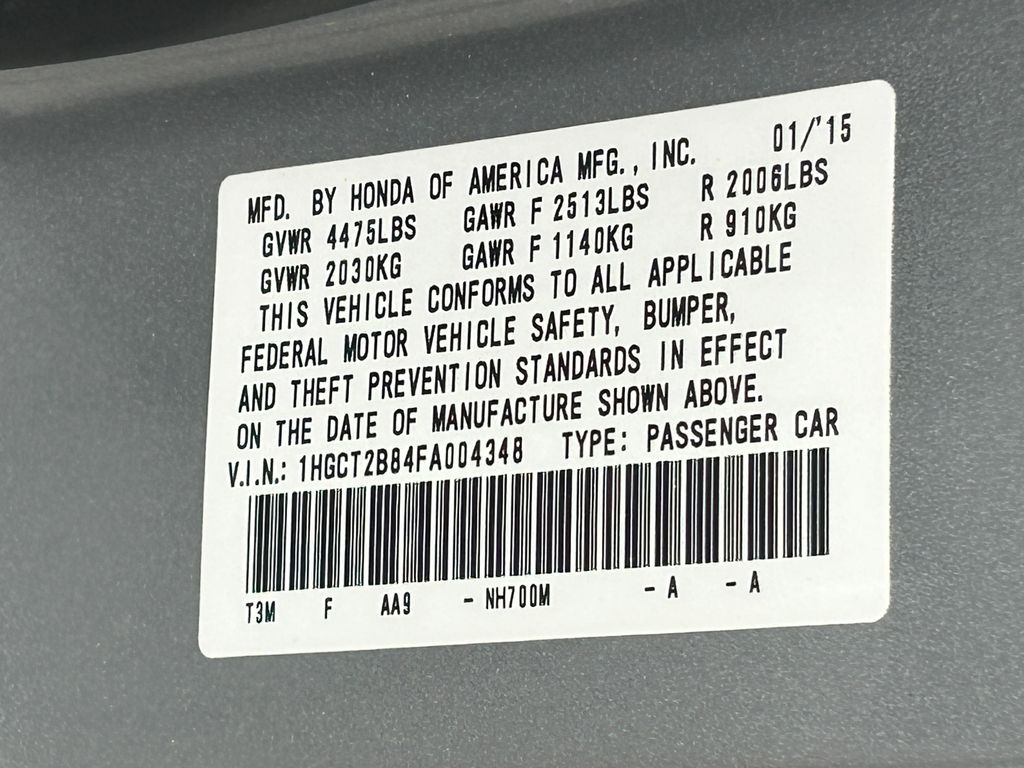 MFD. BY HONDA OF AMERICA MFG., INC. 01/'15
GVWR 4475LBS GAWR F 2513LBS R 2006LBS
GVWR 2030KG GAWR F 1140KG R 910KG
THIS VEHICLE CONFORMS TO ALL APPLICABLE
FEDERAL MOTOR VEHICLE SAFETY, BUMPER,
AND THEFT PREVENTION STANDARDS IN EFFECT
ON THE DATE OF MANUFACTURE SHOWN ABOVE.
V.I.N.: 1HGCT2B84FA004348 TYPE: PASSENGER CAR
T3M F AA9 - NH700M - A - A